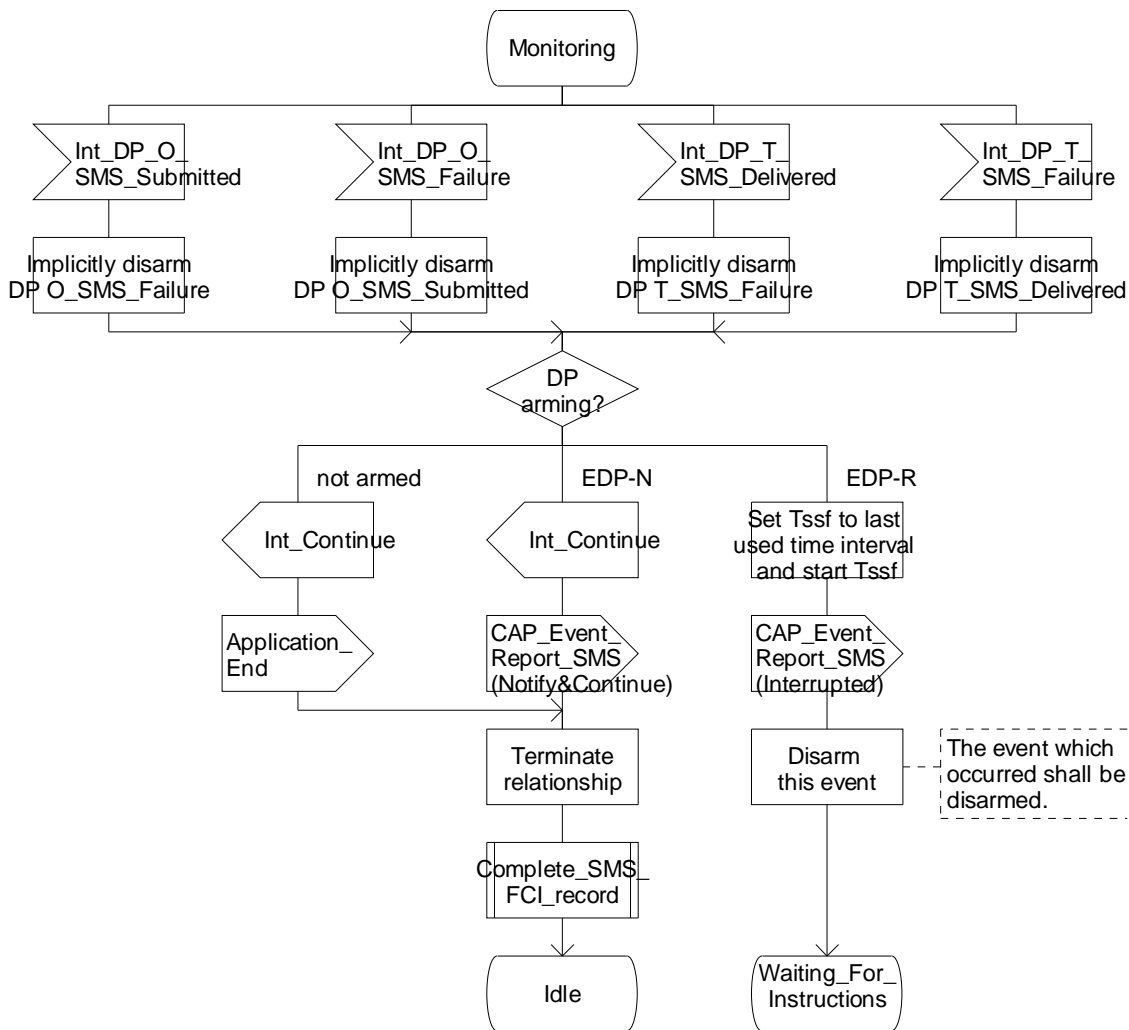 Monitoring
Int_DP_O_
SMS_Submitted
Int_DP_O_
SMS_Failure
Int_DP_T_
SMS_Delivered
Int_DP_T_
SMS_Failure
Implicitly disarm
DP O_SMS_Failure
Implicitly disarm
DP O_SMS_Submitted
Implicitly disarm
DP T_SMS_Failure
Implicitly disarm
DP T_SMS_Delivered
DP
arming?
not armed
EDP-N
EDP-R
Int_Continue
Int_Continue
Set Tssf to last
used time interval
and start Tssf
Application_
End
CAP_Event_
Report_SMS
(Notify&Continue)
CAP_Event_
Report_SMS
(Interrupted)
Terminate
relationship
Disarm
this event
The event which
occurred shall be
disarmed.
Complete_SMS_
FCI_record
Idle
Waiting_For_
Instructions